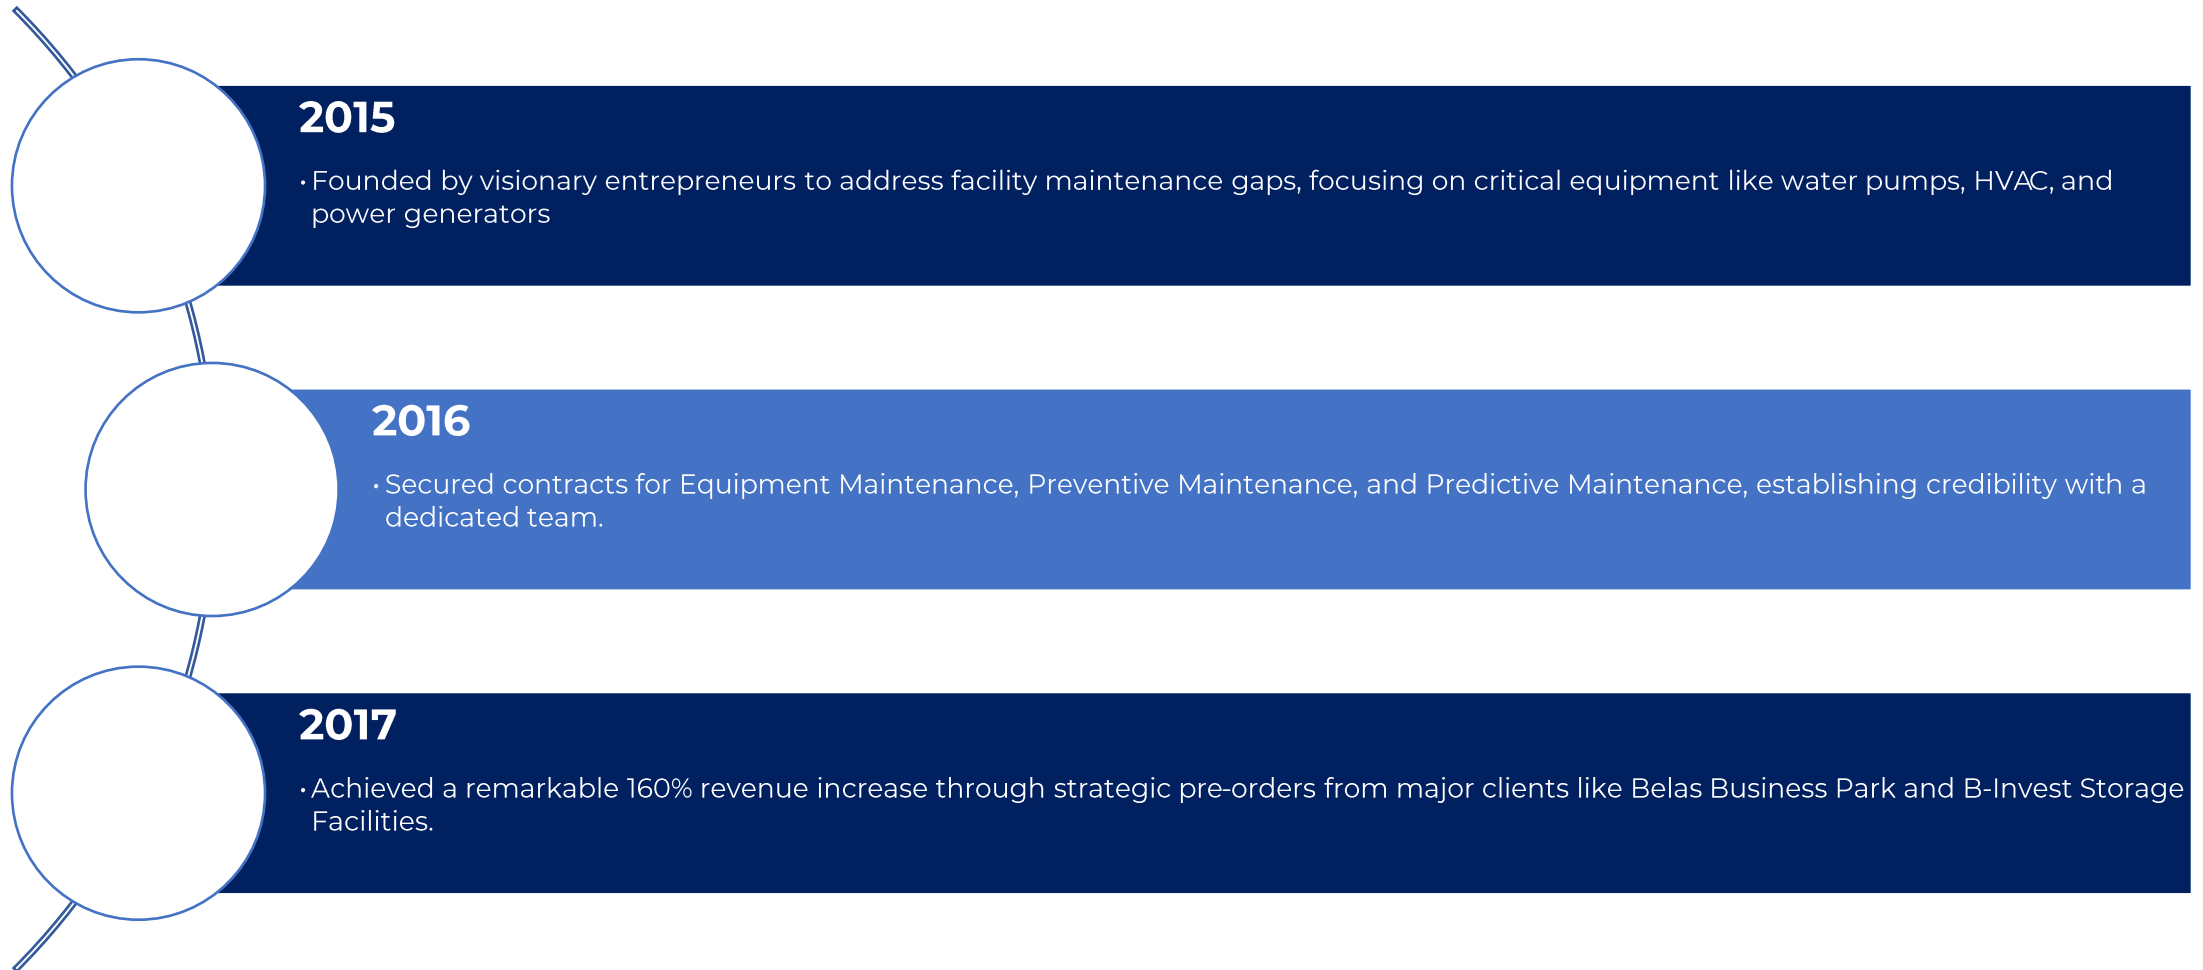 2015
• Founded by visionary entrepreneurs to address facility maintenance gaps, focusing on critical equipment like water pumps, HVAC, and
power generators
2016
• Secured contracts for Equipment Maintenance, Preventive Maintenance, and Predictive Maintenance, establishing credibility with a
dedicated team.
2017
• Achieved a remarkable 160% revenue increase through strategic pre-orders from major clients like Belas Business Park and B-Invest Storage
Facilities.